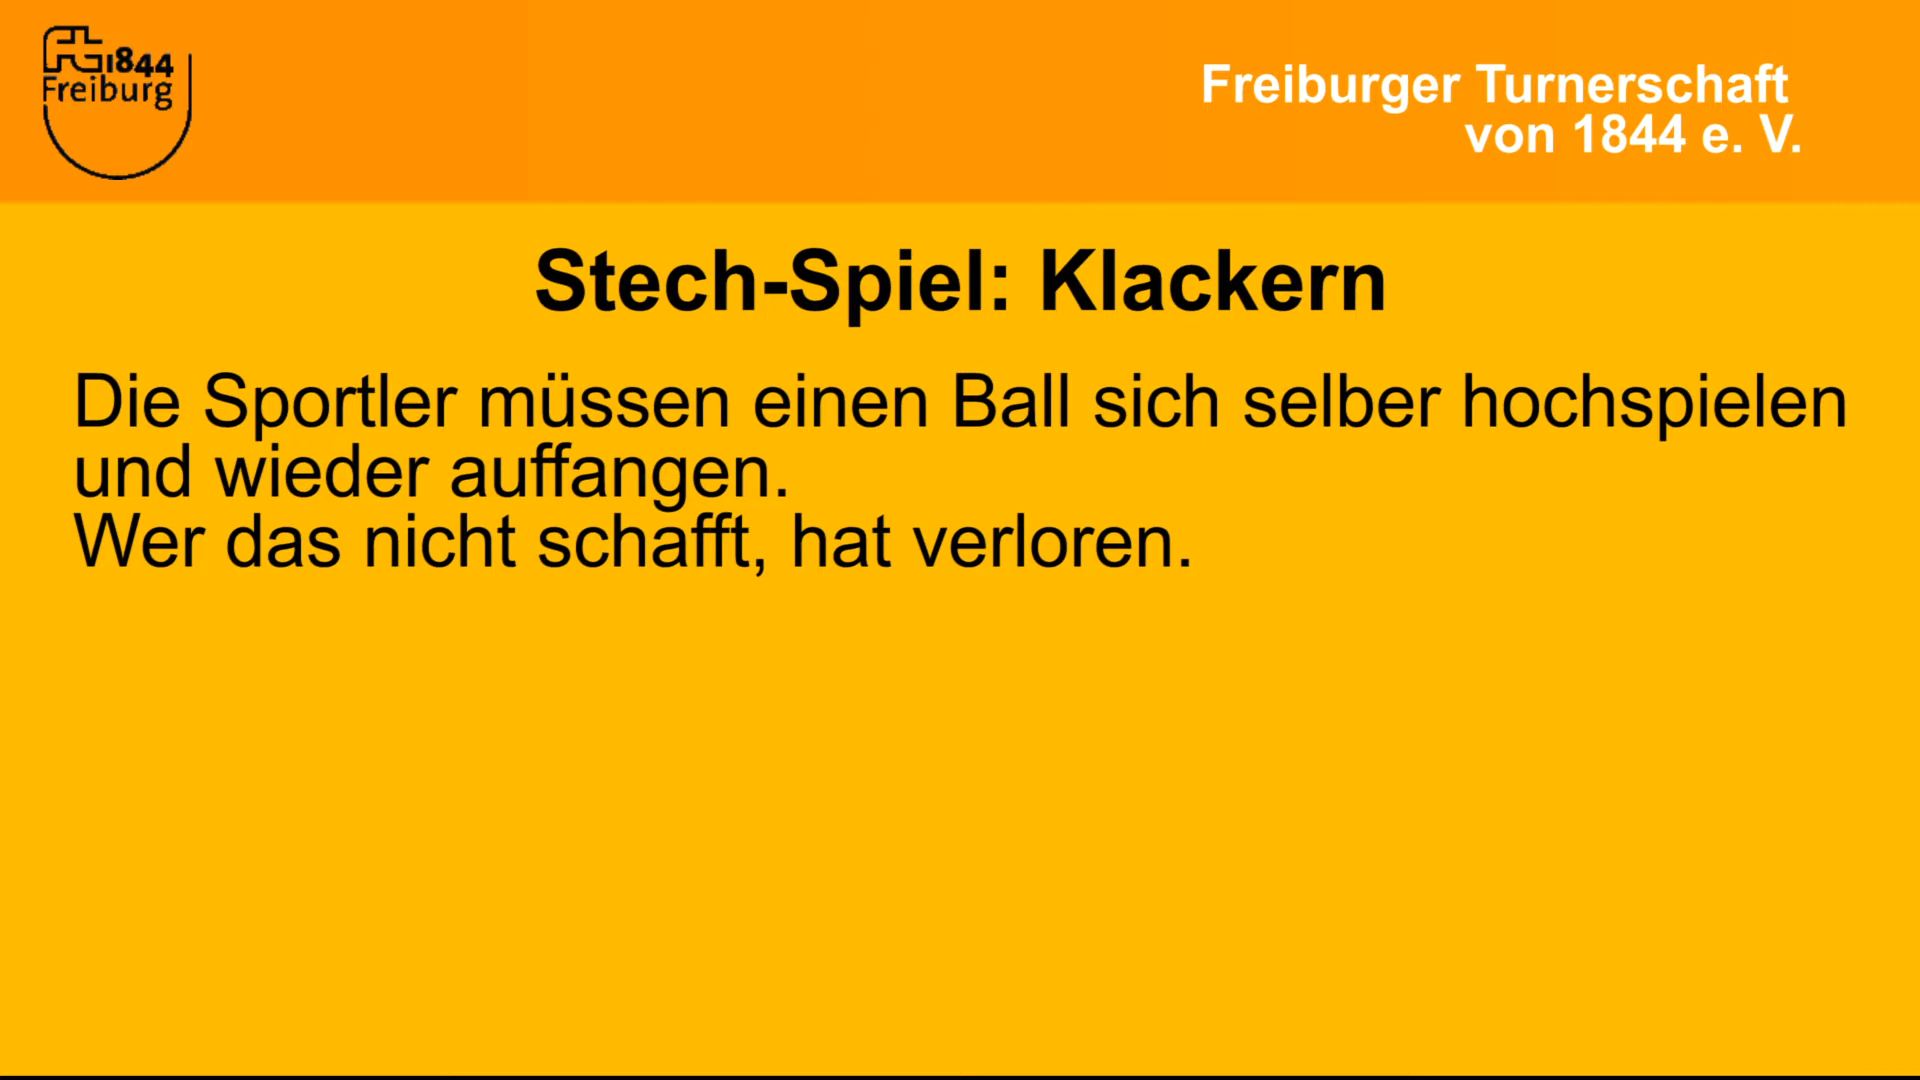 FT 1844
Freiburg
Freiburger Turnerschaft
von 1844 e. V.
Stech-Spiel: Klackern
Die Sportler müssen einen Ball sich selber hochspielen
und wieder auffangen.
Wer das nicht schafft, hat verloren.